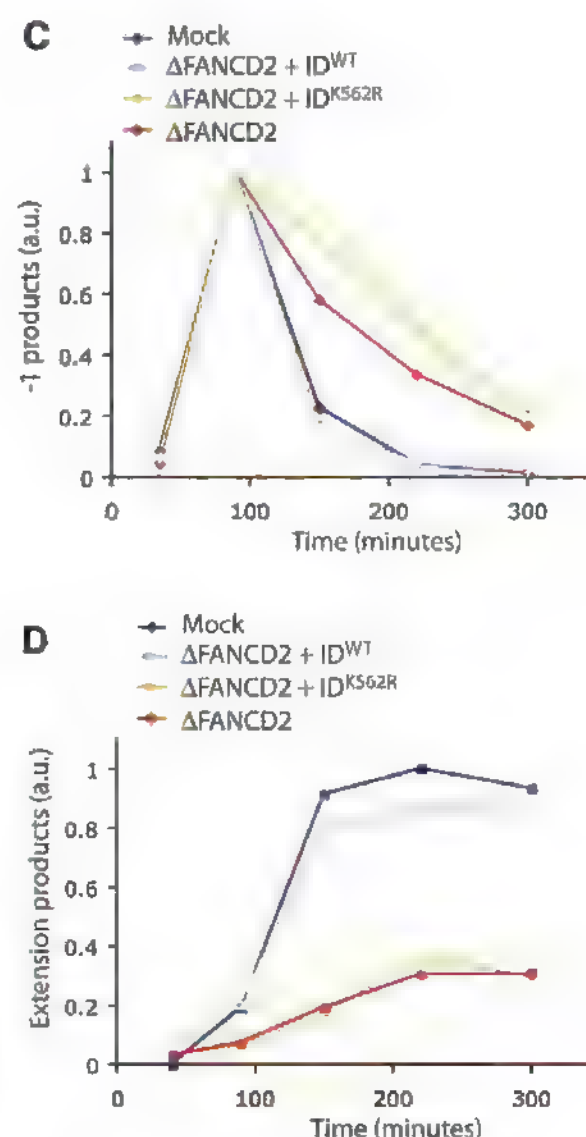 C
Mock
ΔFANCD2 + ID^WT
ΔFANCD2 + ID^K562R
ΔFANCD2
-1 products (a.u.)
1
0.8
0.6
0.4
0.2
0
0 100 200 300
Time (minutes)
D
Mock
ΔFANCD2 + ID^WT
ΔFANCD2 + ID^K562R
ΔFANCD2
Extension products (a.u.)
1
0.8
0.6
0.4
0.2
0
0 100 200 300
Time (minutes)